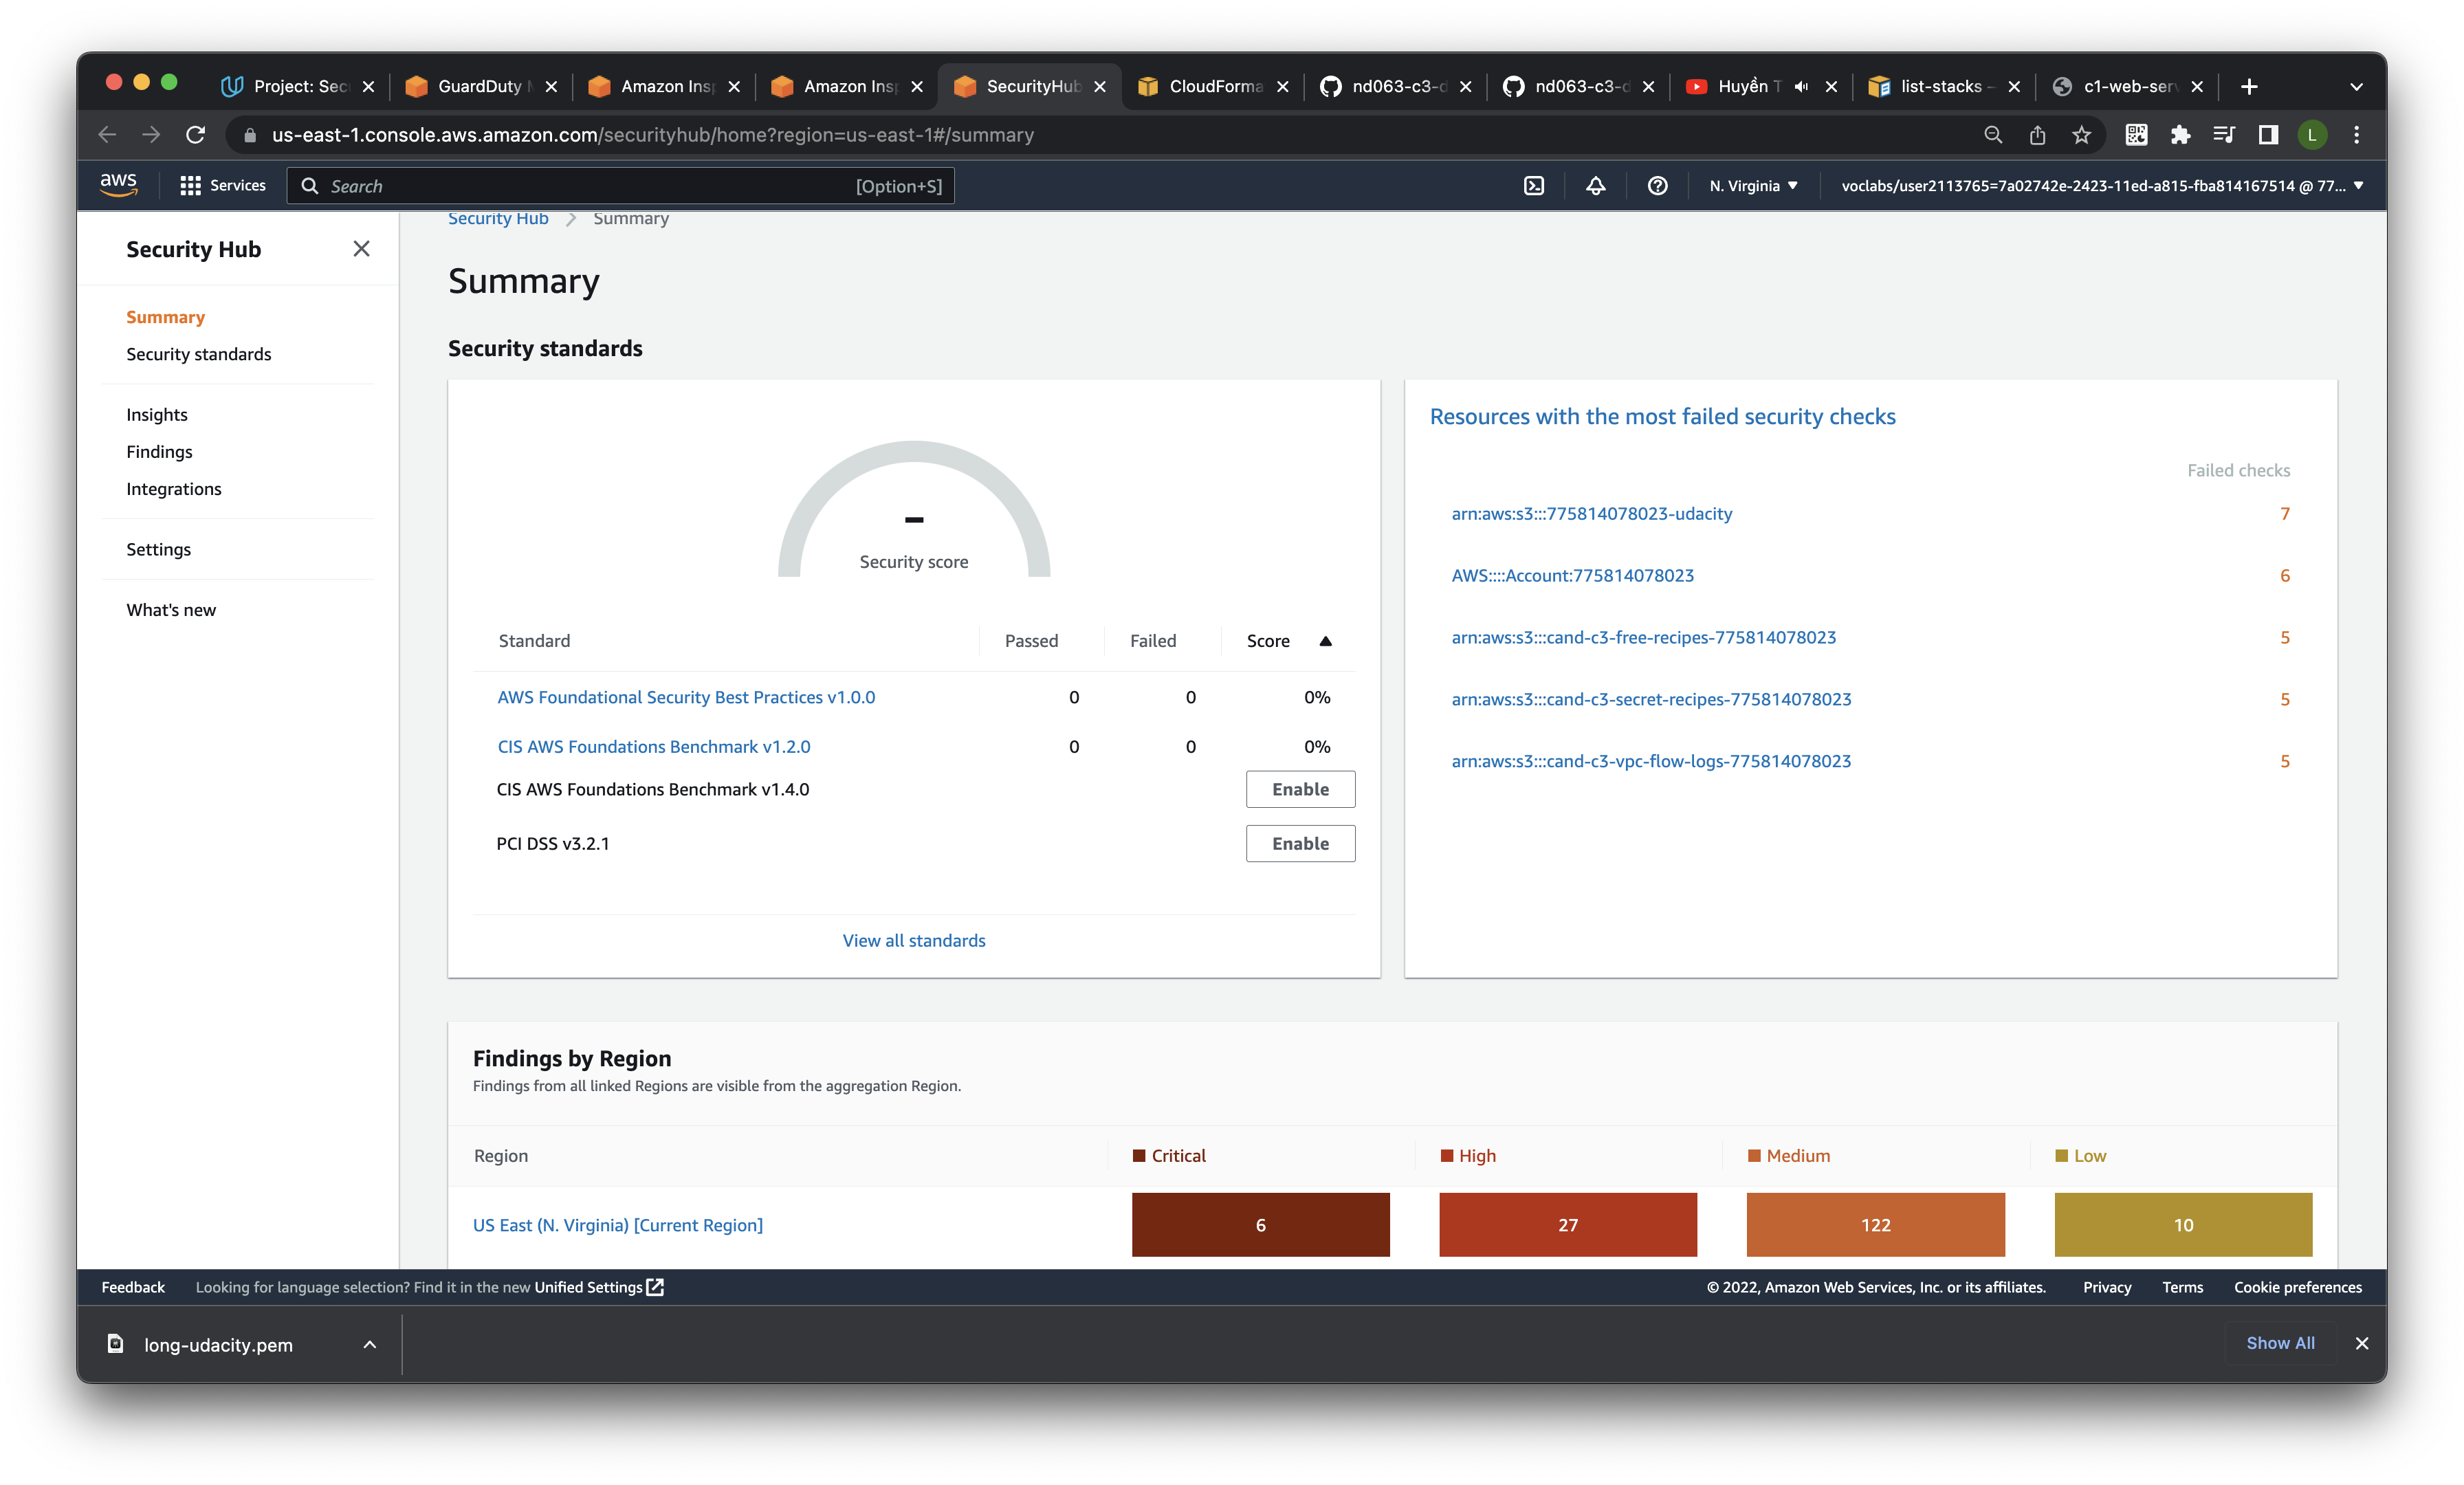 Project: Sec
GuardDuty
Amazon Insp
Amazon Insp
SecurityHub
CloudForma
nd063-c3-d
nd063-c3-d
Huyền T
list-stacks -
c1-web-serv
us-east-1.console.aws.amazon.com/securityhub/home?region=us-east-1#/summary
L
aws
Services
Search
[Option+S]
N. Virginia
voclabs/user2113765=7a02742e-2423-11ed-a815-fba814167514 @ 77...
Security Hub
Summary
Security standards
Insights
Findings
Integrations
Settings
What's new
Security Hub > Summary
Summary
Security standards
–
Security score
Standard Passed Failed Score
AWS Foundational Security Best Practices v1.0.0 0 0 0%
CIS AWS Foundations Benchmark v1.2.0 0 0 0%
CIS AWS Foundations Benchmark v1.4.0 Enable
PCI DSS v3.2.1 Enable
View all standards
Resources with the most failed security checks
Failed checks
arn:aws:s3:::775814078023-udacity 7
AWS::::Account:775814078023 6
arn:aws:s3:::cand-c3-free-recipes-775814078023 5
arn:aws:s3:::cand-c3-secret-recipes-775814078023 5
arn:aws:s3:::cand-c3-vpc-flow-logs-775814078023 5
Findings by Region
Findings from all linked Regions are visible from the aggregation Region.
Region Critical High Medium Low
US East (N. Virginia) [Current Region] 6 27 122 10
Feedback Looking for language selection? Find it in the new Unified Settings
© 2022, Amazon Web Services, Inc. or its affiliates. Privacy Terms Cookie preferences
long-udacity.pem
Show All